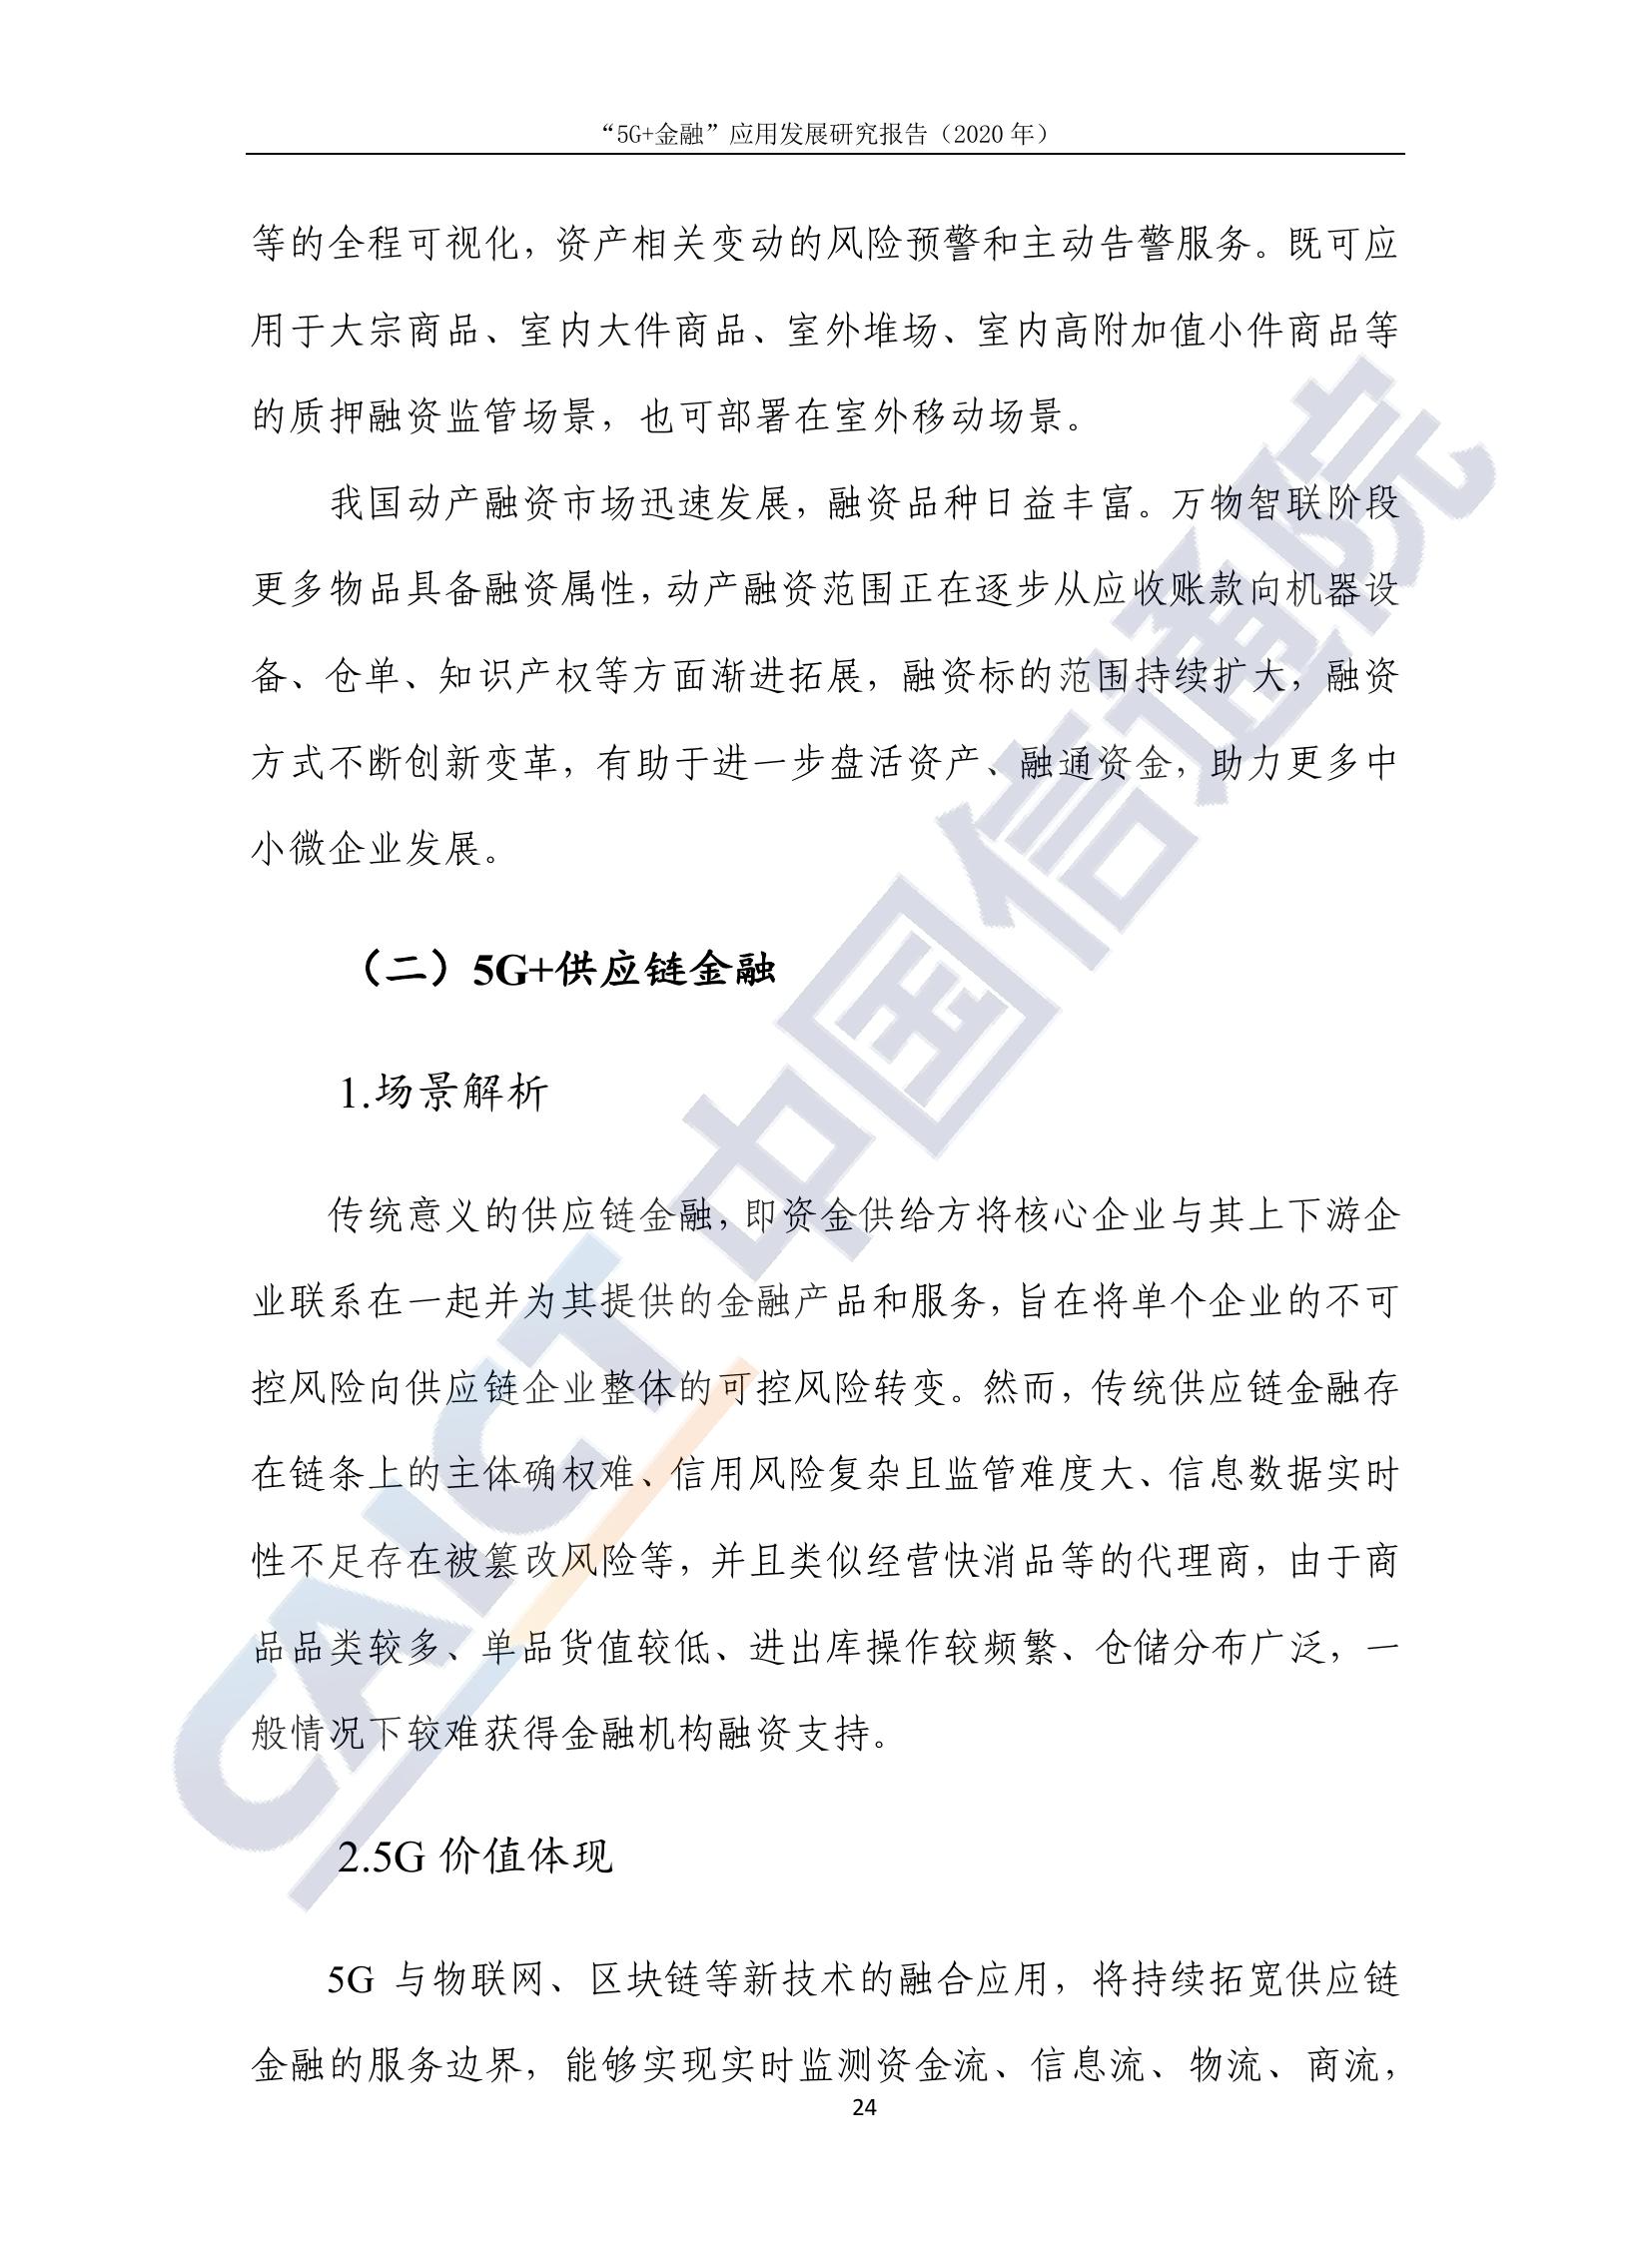 “5G+金融”应用发展研究报告（2020 年）
等的全程可视化，资产相关变动的风险预警和主动告警服务。既可应
用于大宗商品、室内大件商品、室外堆场、室内高附加值小件商品等
的质押融资监管场景，也可部署在室外移动场景。
我国动产融资市场迅速发展，融资品种日益丰富。万物智联阶段
更多物品具备融资属性，动产融资范围正在逐步从应收账款向机器设
备、仓单、知识产权等方面渐进拓展，融资标的范围持续扩大，融资
方式不断创新变革，有助于进一步盘活资产、融通资金，助力更多中
小微企业发展。
（二）5G+供应链金融
1.场景解析
传统意义的供应链金融，即资金供给方将核心企业与其上下游企
业联系在一起并为其提供的金融产品和服务，旨在将单个企业的不可
控风险向供应链企业整体的可控风险转变。然而，传统供应链金融存
在链条上的主体确权难、信用风险复杂且监管难度大、信息数据实时
性不足存在被篡改风险等，并且类似经营快消品等的代理商，由于商
品品类较多、单品货值较低、进出库操作较频繁、仓储分布广泛，一
般情况下较难获得金融机构融资支持。
2.5G 价值体现
5G 与物联网、区块链等新技术的融合应用，将持续拓宽供应链
金融的服务边界，能够实现实时监测资金流、信息流、物流、商流，
24
CAICT 中国信通院